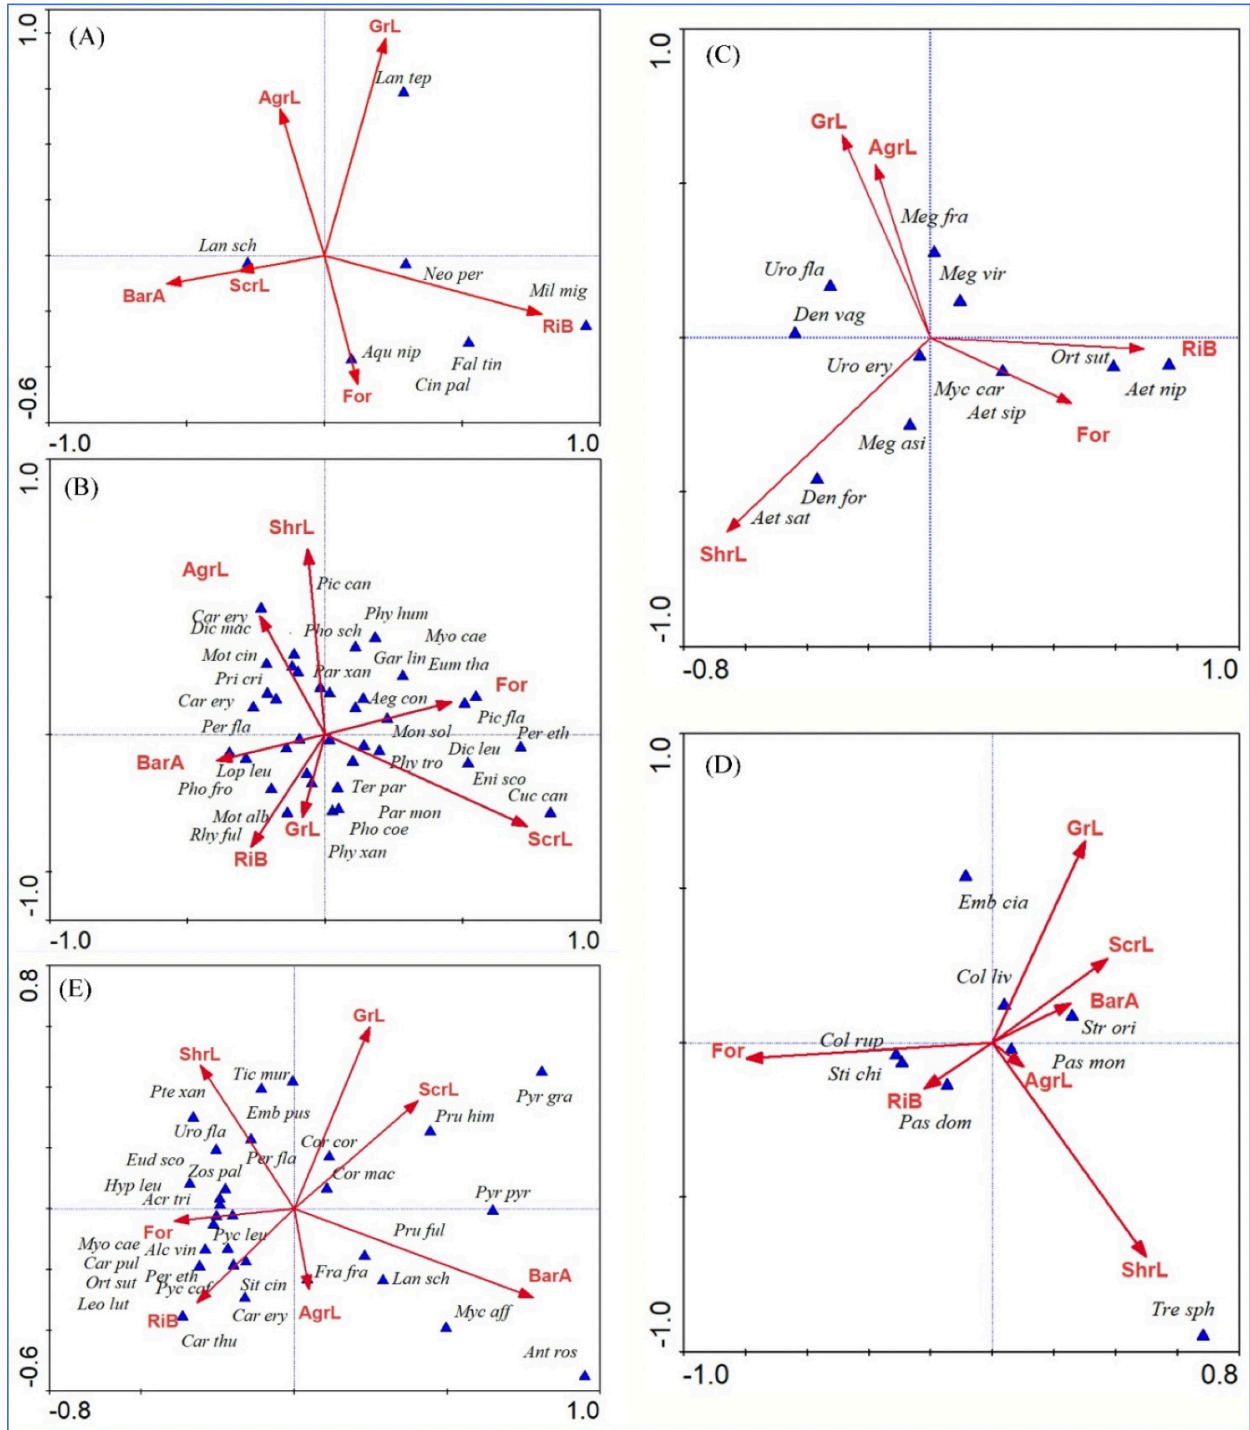 (A)
1.0
GrL
Lan tep
AgrL
Lan sch
BarA
ScrL
Neo per
Mil mig
RiB
Aqu nip
Fal tin
Cin pal
For
-0.6
-1.0
1.0
(B)
1.0
ShrL
AgrL
Pic can
Car ery
Dic mac
Pho sch
Phy hum
Myo cae
Mot cin
Gar lin
Eum tha
Pri cri
Par xan
For
Car ery
Aeg con
Pic fla
Per fla
Mon sol
Per eth
BarA
Lop leu
Phy tro
Dic leu
Eni sco
Pho fro
Ter par
Cuc can
Mot alb
GrL
Par mon
Rhy ful
Pho coe
ScrL
RiB
Phy xan
-1.0
-1.0
1.0
(E)
0.8
GrL
ShrL
Tic mur
ScrL
Pyr gra
Pte xan
Emb pus
Pru him
Uro fla
Cor cor
Eud sco
Per fla
Zos pal
Cor mac
Hyp leu
Acr tri
Pyr pyr
For
Pyc leu
Pru ful
Myo cae
Alc vin
Car pul
Per eth
Fra fra
Lan sch
BarA
Ort sut
Pyc caf
Sit cin
Leo lut
AgrL
Myc aff
RiB
Car ery
Car thu
Ant ros
-0.6
-0.8
1.0
(C)
1.0
GrL
AgrL
Meg fra
Uro fla
Meg vir
Den vag
RiB
Uro ery
Ort sut
Myc car
Aet nip
Aet sip
For
Meg asi
Den for
Aet sat
ShrL
-1.0
-0.8
1.0
(D)
1.0
GrL
Emb cia
ScrL
Col liv
BarA
Str ori
For
Col rup
Pas mon
Sti chi
AgrL
RiB
Pas dom
ShrL
Tre sph
-1.0
-1.0
0.8